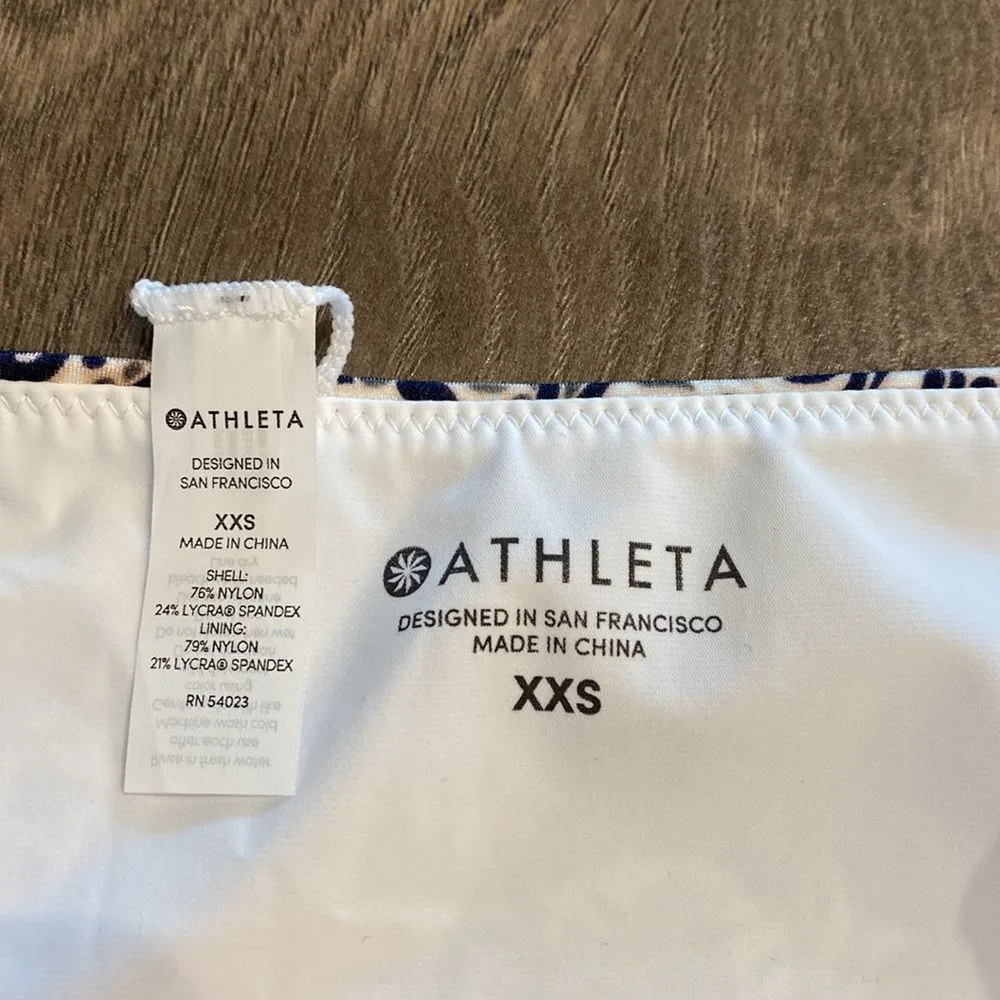 ATHLETA
DESIGNED IN
SAN FRANCISCO
XXS
MADE IN CHINA
SHELL:
76% NYLON
24% LYCRA® SPANDEX
LINING:
79% NYLON
21% LYCRA® SPANDEX
RN 54023
ATHLETA
DESIGNED IN SAN FRANCISCO
MADE IN CHINA
XXS